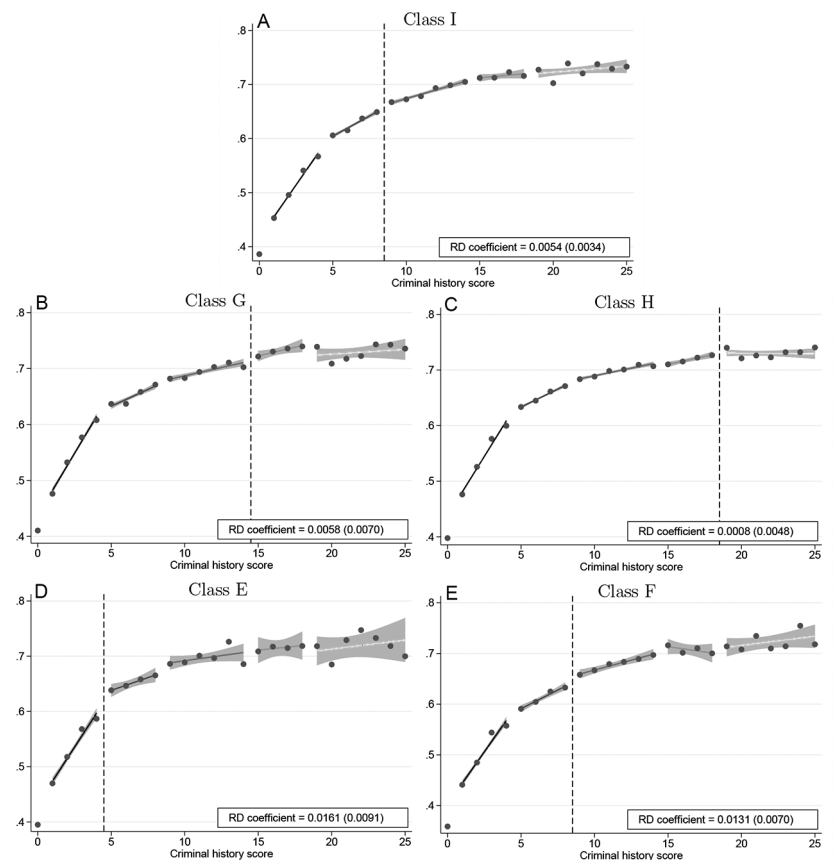 A
Class I
.8
.7
.6
.5
.4
RD coefficient = 0.0054 (0.0034)
0 5 10 15 20 25
Criminal history score
B
Class G
.8
.7
.6
.5
.4
RD coefficient = 0.0058 (0.0070)
0 5 10 15 20 25
Criminal history score
C
Class H
.8
.7
.6
.5
.4
RD coefficient = 0.0008 (0.0048)
0 5 10 15 20 25
Criminal history score
D
Class E
.8
.7
.6
.5
.4
RD coefficient = 0.0161 (0.0091)
0 5 10 15 20 25
Criminal history score
E
Class F
.8
.7
.6
.5
.4
RD coefficient = 0.0131 (0.0070)
0 5 10 15 20 25
Criminal history score